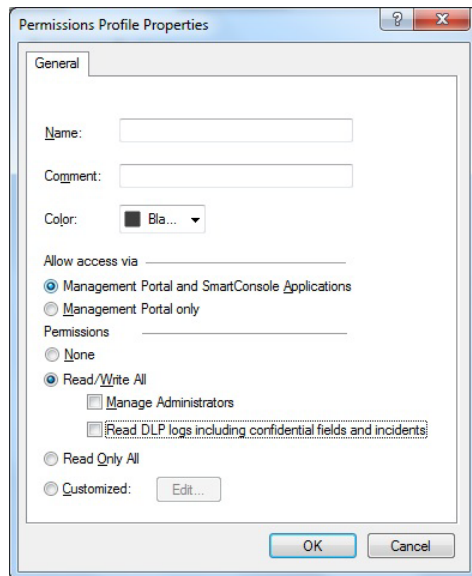 Permissions Profile Properties
General
Name:
Comment:
Color: Bla...
Allow access via
Management Portal and SmartConsole Applications
Management Portal only
Permissions
None
Read/Write All
Manage Administrators
Read DLP logs including confidential fields and incidents
Read Only All
Customized: Edit...
OK Cancel